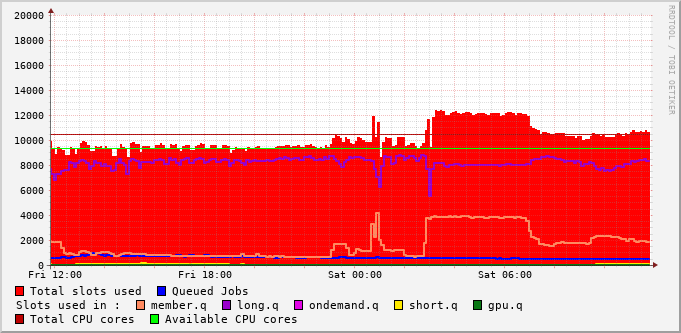 20000
18000
16000
14000
12000
10000
8000
6000
4000
2000
0
Fri 12:00 Fri 18:00 Sat 00:00 Sat 06:00
RRDTOOL / TOBI OETIKER
Total slots used Queued Jobs
Slots used in : member.q long.q ondemand.q short.q gpu.q
Total CPU cores Available CPU cores